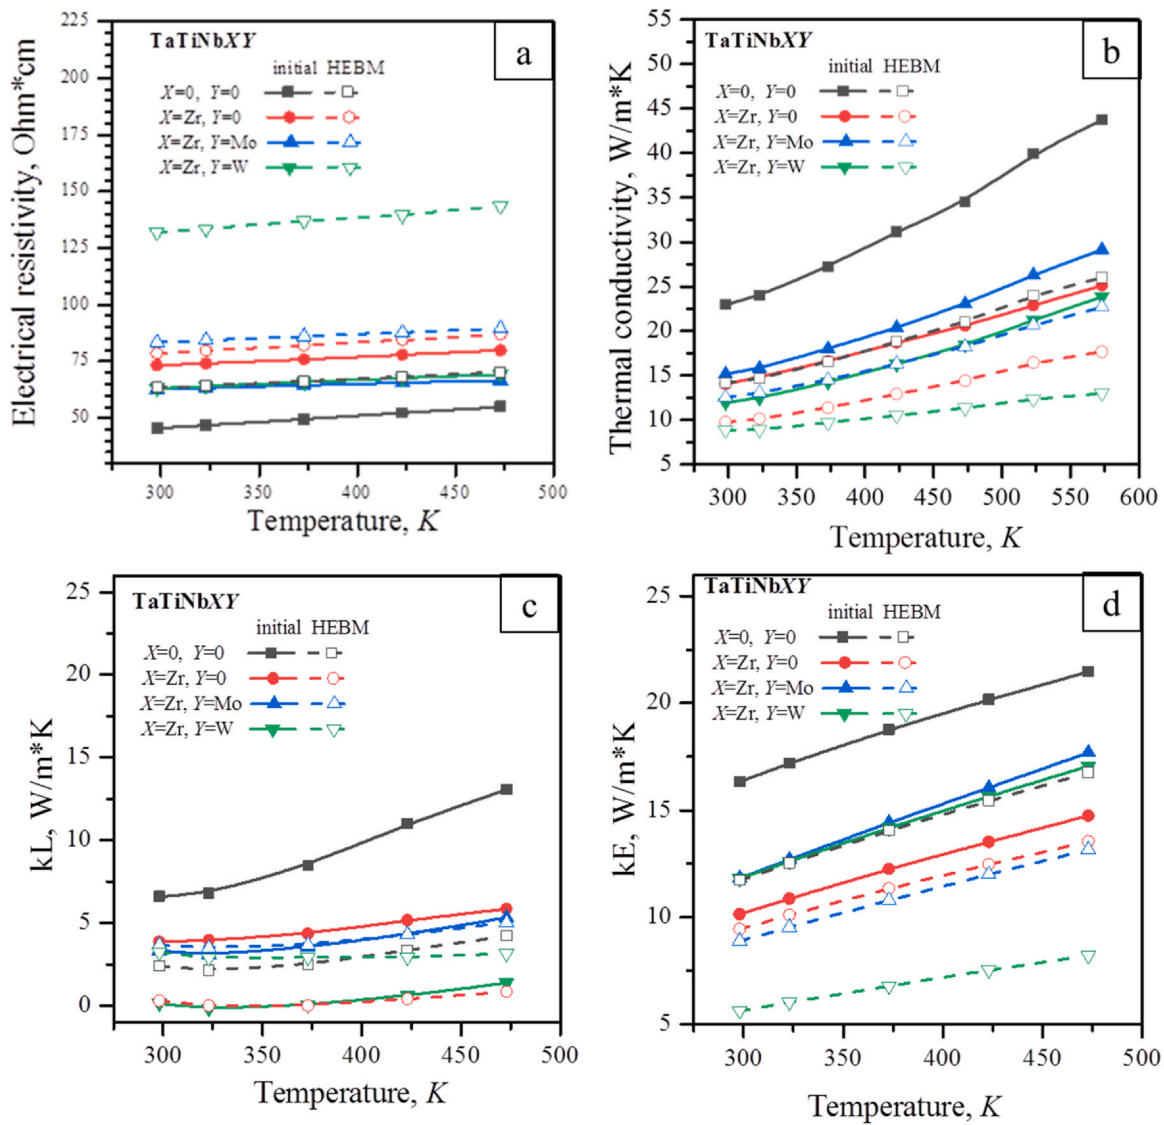 a
TaTiNbXY
initial HEBM
X=0, Y=0
X=Zr, Y=0
X=Zr, Y=Mo
X=Zr, Y=W
Electrical resistivity, Ohm*cm
225
200
175
150
125
100
75
50
300 350 400 450 500
Temperature, K
b
TaTiNbXY
initial HEBM
X=0, Y=0
X=Zr, Y=0
X=Zr, Y=Mo
X=Zr, Y=W
Thermal conductivity, W/m*K
55
50
45
40
35
30
25
20
15
10
5
300 350 400 450 500 550 600
Temperature, K
c
TaTiNbXY
initial HEBM
X=0, Y=0
X=Zr, Y=0
X=Zr, Y=Mo
X=Zr, Y=W
kL, W/m*K
25
20
15
10
5
0
300 350 400 450 500
Temperature, K
d
TaTiNbXY
initial HEBM
X=0, Y=0
X=Zr, Y=0
X=Zr, Y=Mo
X=Zr, Y=W
kE, W/m*K
25
20
15
10
5
300 350 400 450 500
Temperature, K